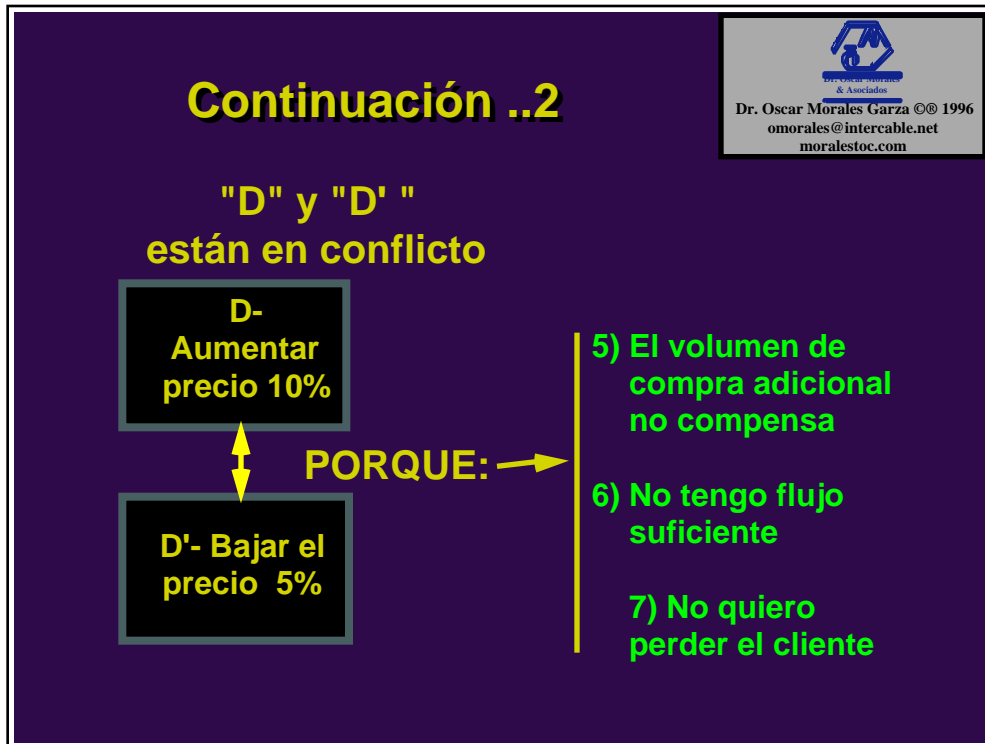 Continuación ..2
Dr. Oscar Morales
& Asociados
Dr. Oscar Morales Garza ©® 1996
omorales@intercable.net
moralestoc.com
"D" y "D' "
están en conflicto
D-
Aumentar
precio 10%
D'- Bajar el
precio 5%
PORQUE:
5) El volumen de
compra adicional
no compensa
6) No tengo flujo
suficiente
7) No quiero
perder el cliente